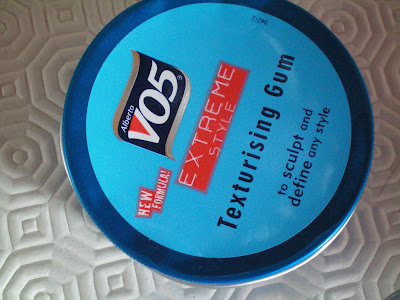 Alberto
VO5
EXTREME
STYLE
NEW
FORMULA!
Texturising Gum
to sculpt and
define any style